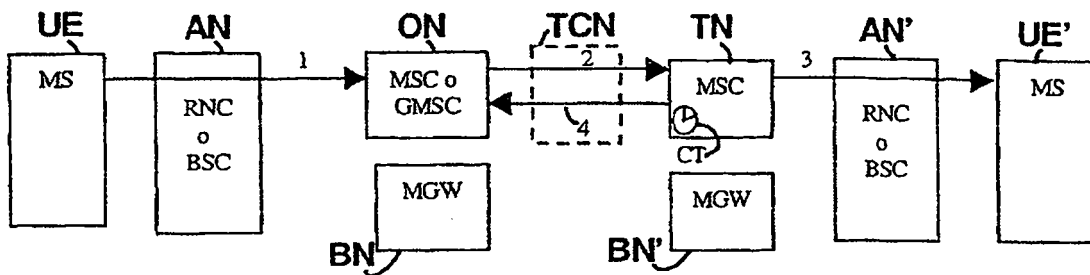 UE
AN
ON
TCN
TN
AN'
UE'
MS
RNC
o
BSC
1
MSC o
GMSC
2
4
MSC
CT
3
RNC
o
BSC
MS
MGW
MGW
BN
BN'